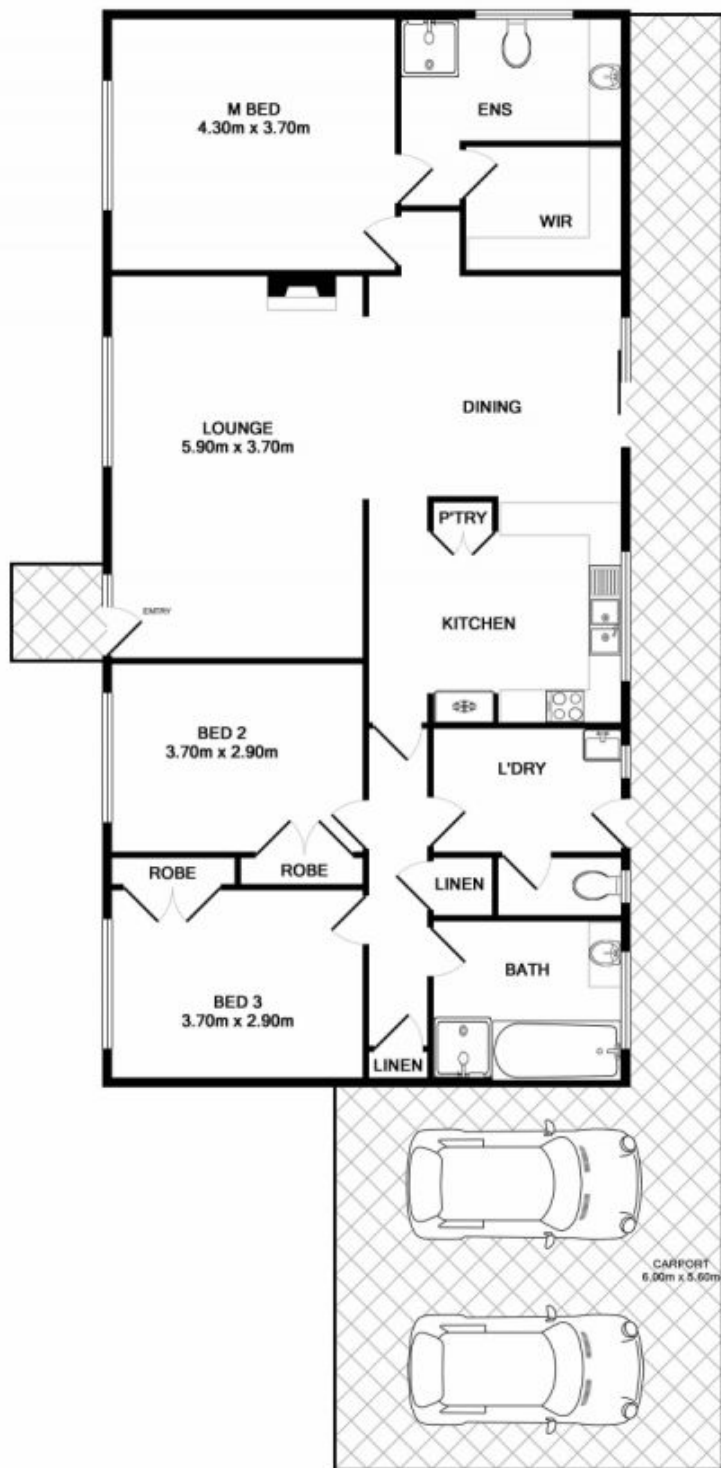 M BED
4.30m x 3.70m
ENS
WIR
LOUNGE
5.90m x 3.70m
DINING
P'TRY
ENTRY
KITCHEN
BED 2
3.70m x 2.90m
L'DRY
ROBE
ROBE
LINEN
BATH
BED 3
3.70m x 2.90m
LINEN
CARPORT
6.00m x 5.60m